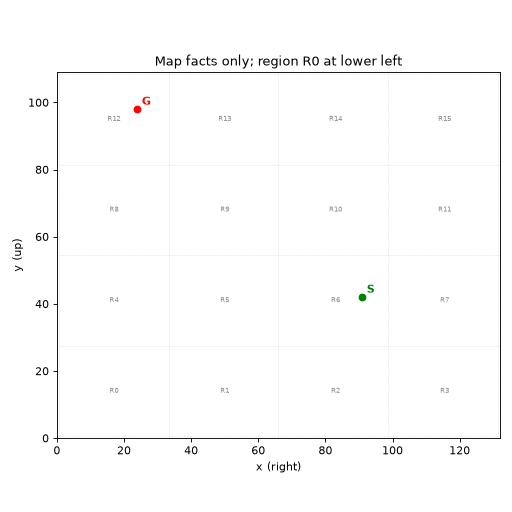 Map facts only; region R0 at lower left
G
R12 R13 R14 R15
R8 R9 R10 R11
S
R4 R5 R6 R7
R0 R1 R2 R3
100
80
60
40
20
0
y (up)
0 20 40 60 80 100 120
x (right)